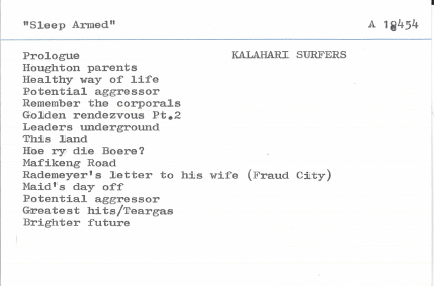 "Sleep Armed" A 18454
Prologue KALAHARI SURFERS
Houghton parents
Healthy way of life
Potential aggressor
Remember the corporals
Golden rendezvous Pt.2
Leaders underground
This land
Hoe ry die Boere?
Mafikeng Road
Rademeyer's letter to his wife (Fraud City)
Maid's day off
Potential aggressor
Greatest hits/Teargas
Brighter future